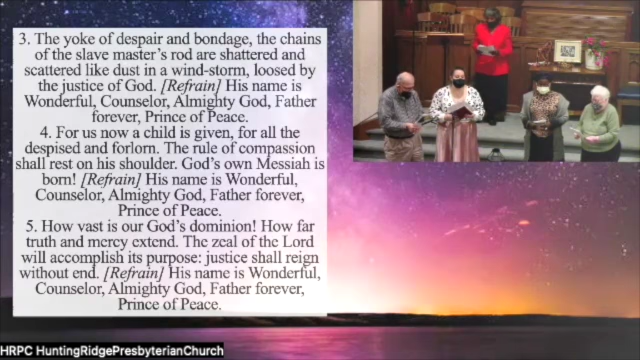 3. The yoke of despair and bondage, the chains
of the slave master's rod are shattered and
scattered like dust in a wind-storm, loosed by
the justice of God. [Refrain] His name is
Wonderful, Counselor, Almighty God, Father
forever, Prince of Peace.
4. For us now a child is given, for all the
despised and forlorn. The rule of compassion
shall rest on his shoulder. God's own Messiah is
born! [Refrain] His name is Wonderful,
Counselor, Almighty God, Father forever,
Prince of Peace.
5. How vast is our God's dominion! How far
truth and mercy extend. The zeal of the Lord
will accomplish its purpose: justice shall reign
without end. [Refrain] His name is Wonderful,
Counselor, Almighty God, Father forever,
Prince of Peace.
HRPC HuntingRidgePresbyterianChurch